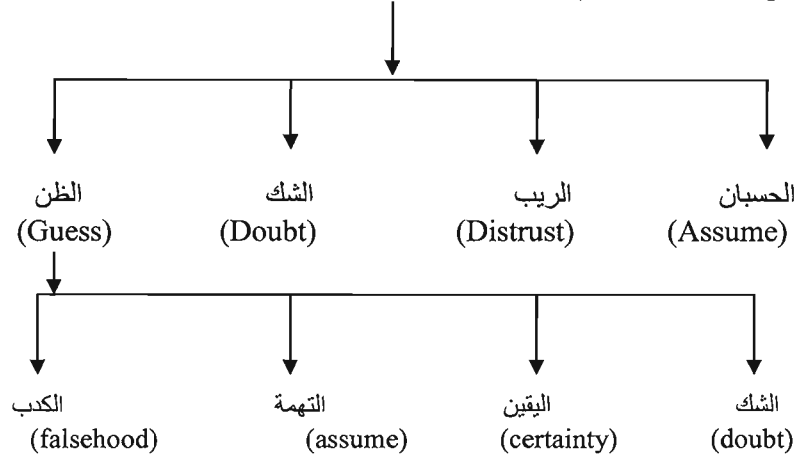 الظن
(Guess)
الشك
(Doubt)
الريب
(Distrust)
الحسبان
(Assume)
الكدب
(falsehood)
التهمة
(assume)
اليقين
(certainty)
الشك
(doubt)